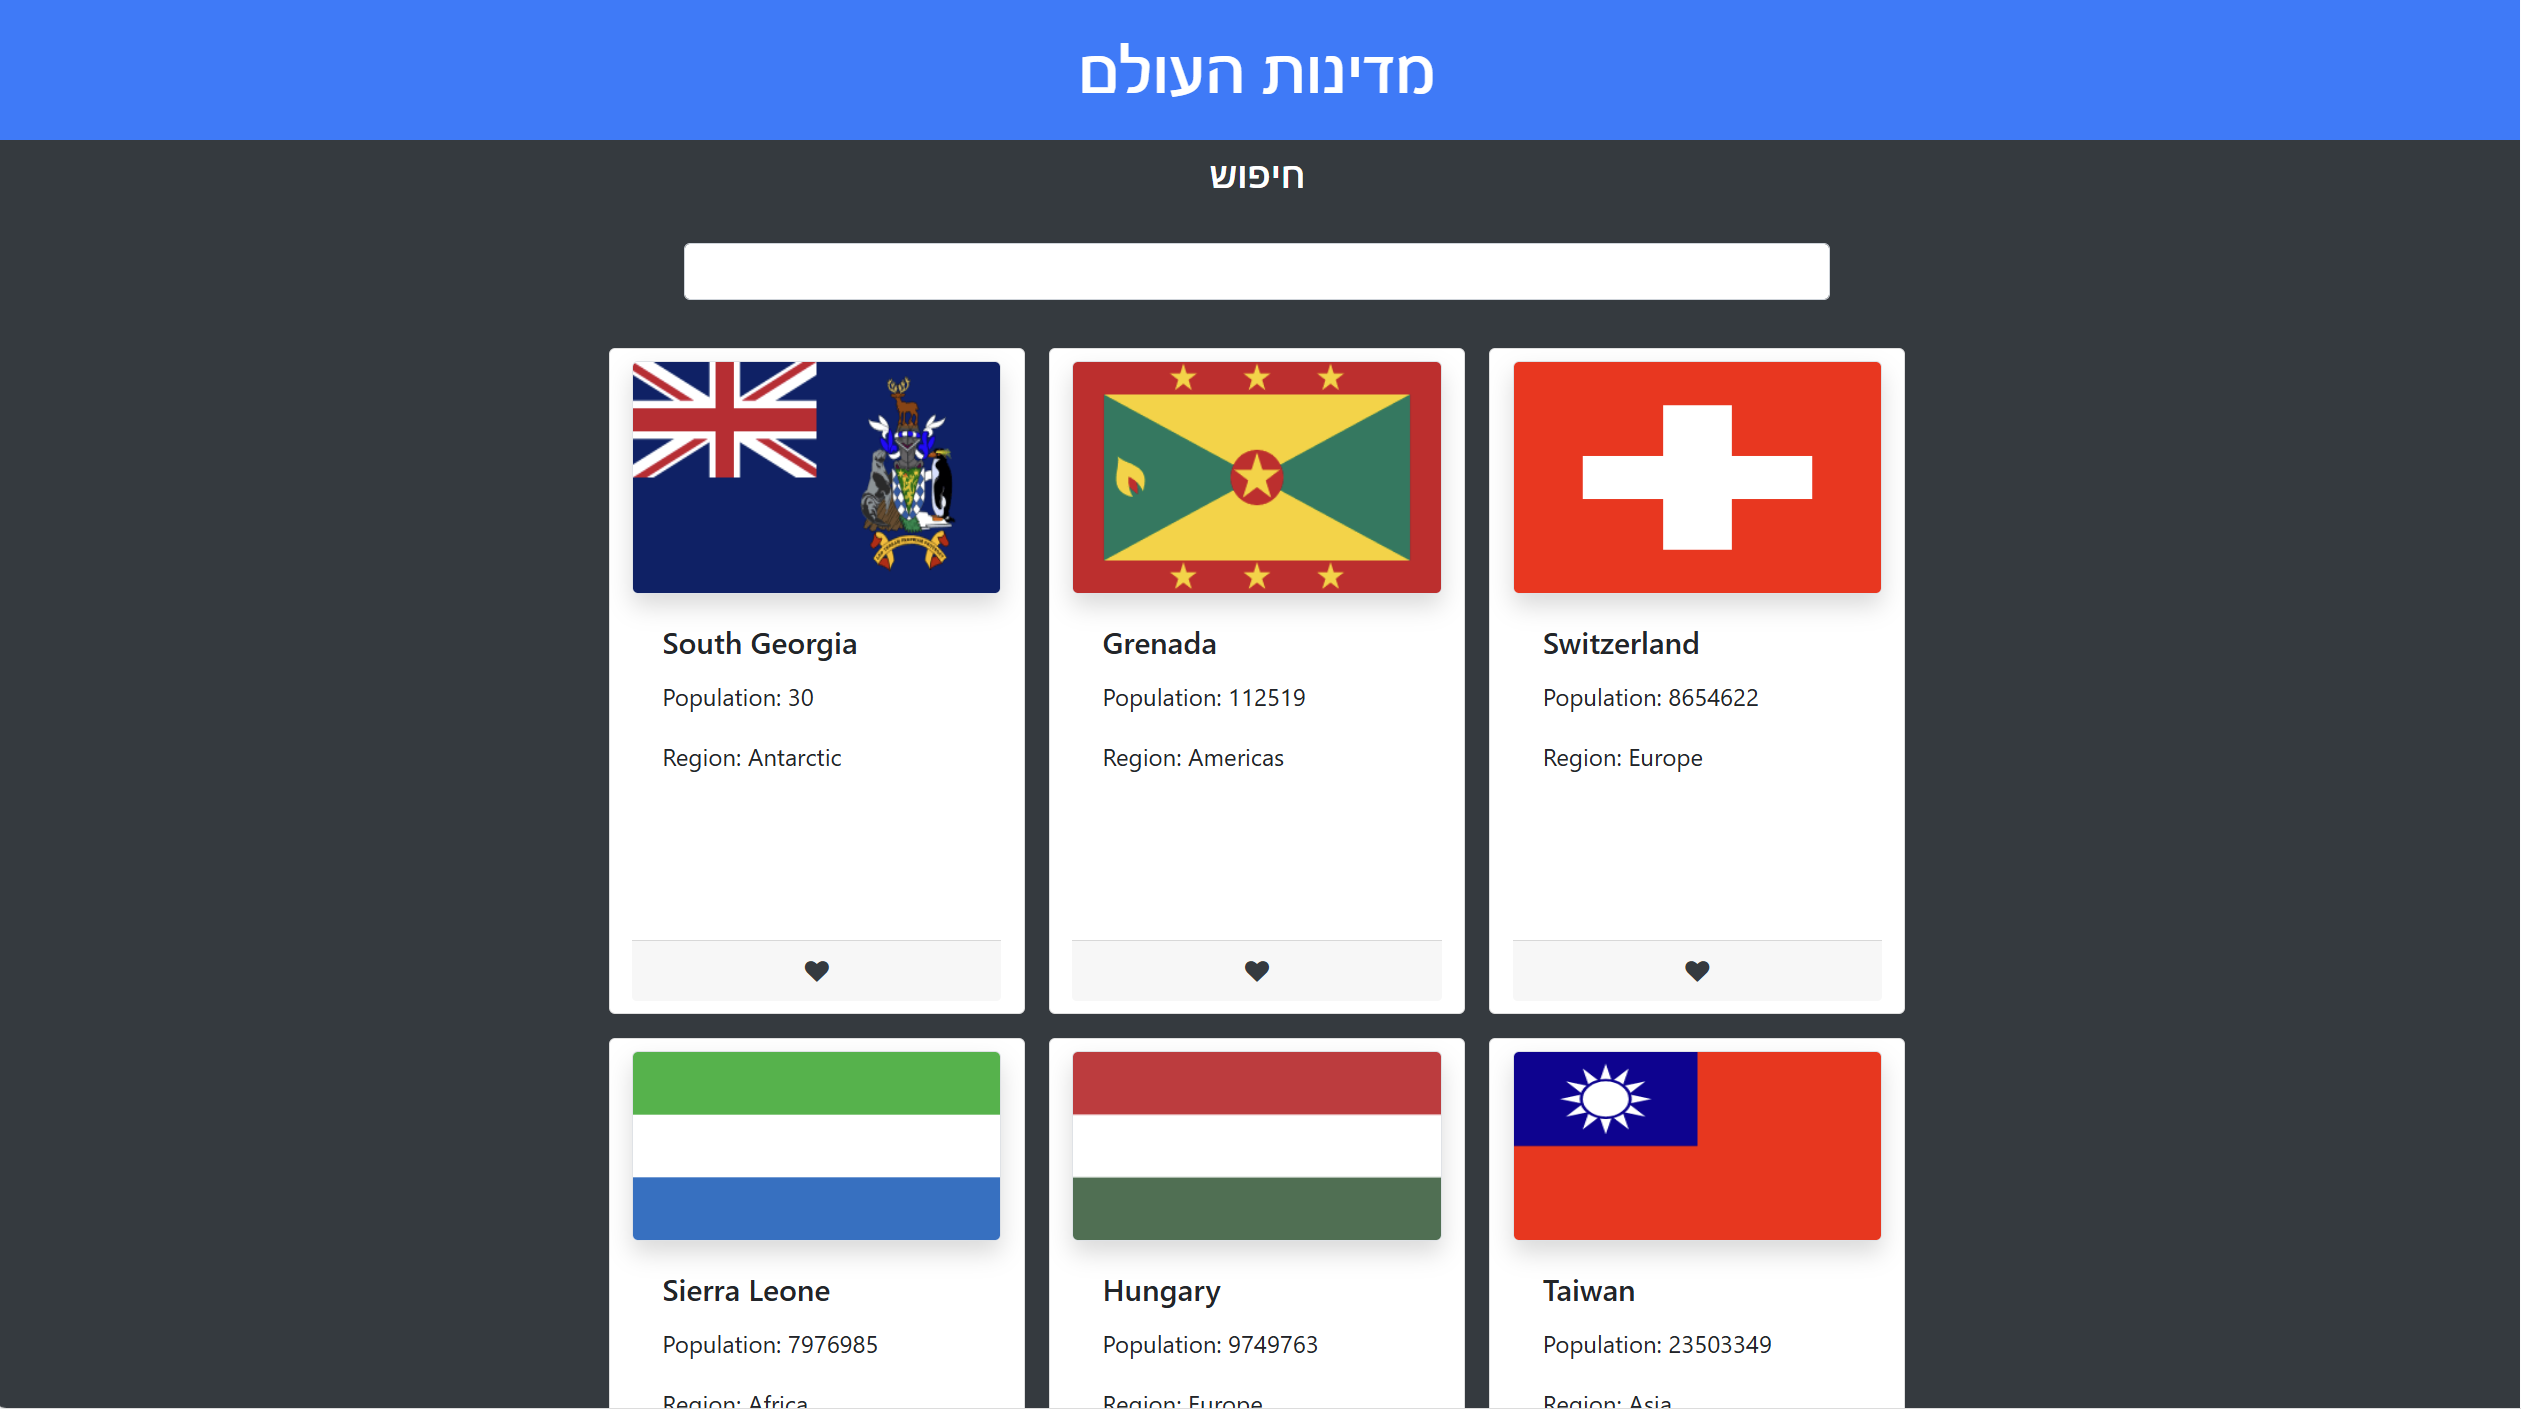 מדינות העולם
חיפוש
South Georgia
Population: 30
Region: Antarctic
Grenada
Population: 112519
Region: Americas
Switzerland
Population: 8654622
Region: Europe
Sierra Leone
Population: 7976985
Region: Africa
Hungary
Population: 9749763
Region: Europe
Taiwan
Population: 23503349
Region: Asia